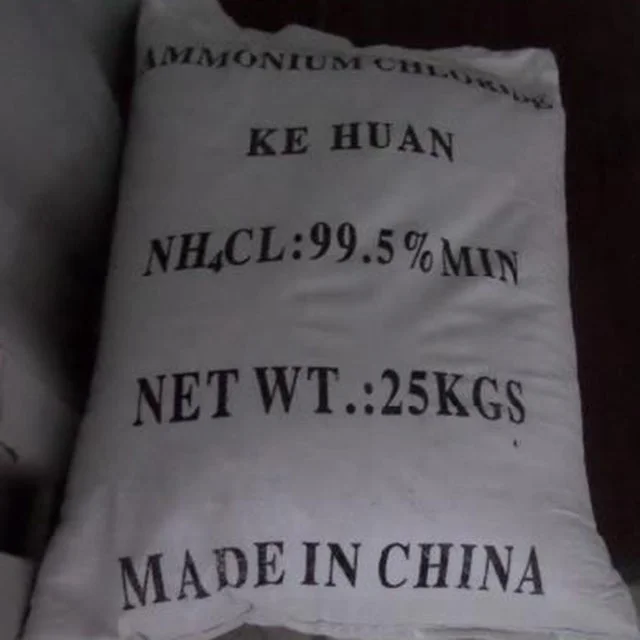 AMMONIUM CHLORIDE
KE HUAN
NH₄CL:99.5%MIN
NET WT.:25KGS
MADE IN CHINA